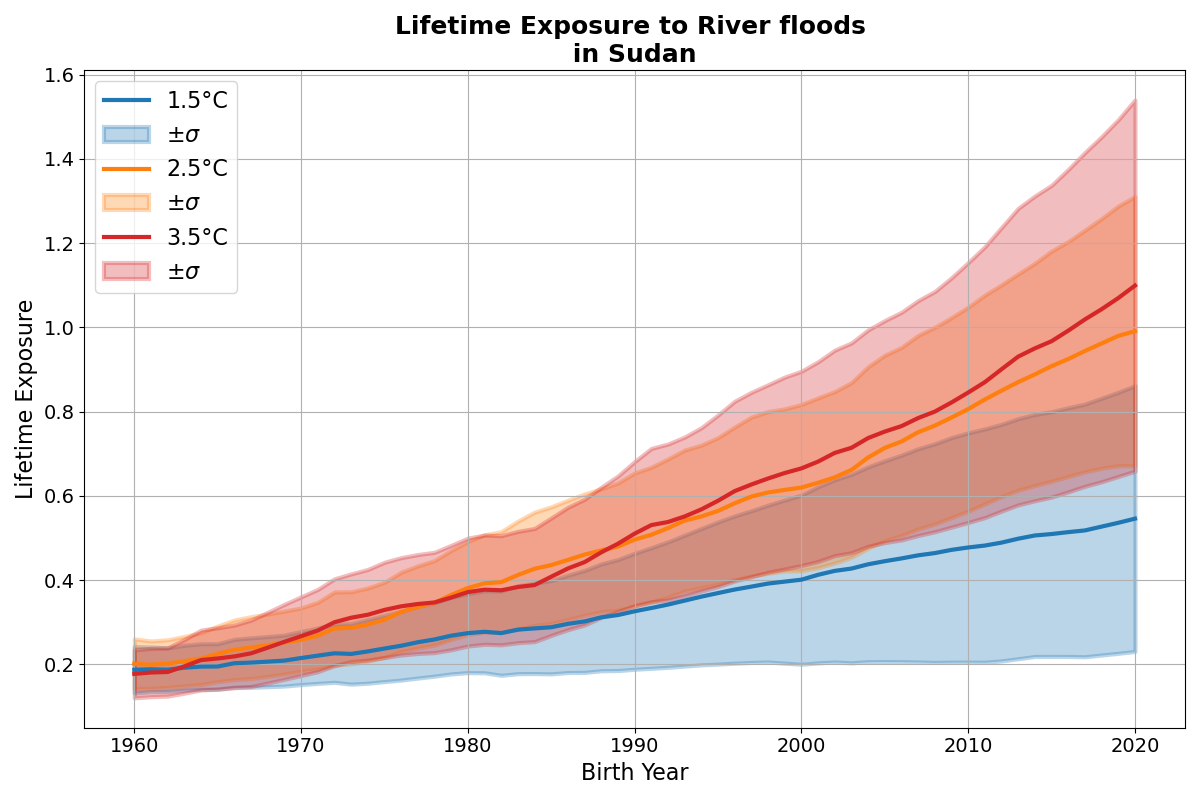 Lifetime Exposure to River floods
in Sudan
1.6
1.4
1.2
1.0
0.8
0.6
0.4
0.2
Lifetime Exposure
1.5°C
±σ
2.5°C
±σ
3.5°C
±σ
1960 1970 1980 1990 2000 2010 2020
Birth Year